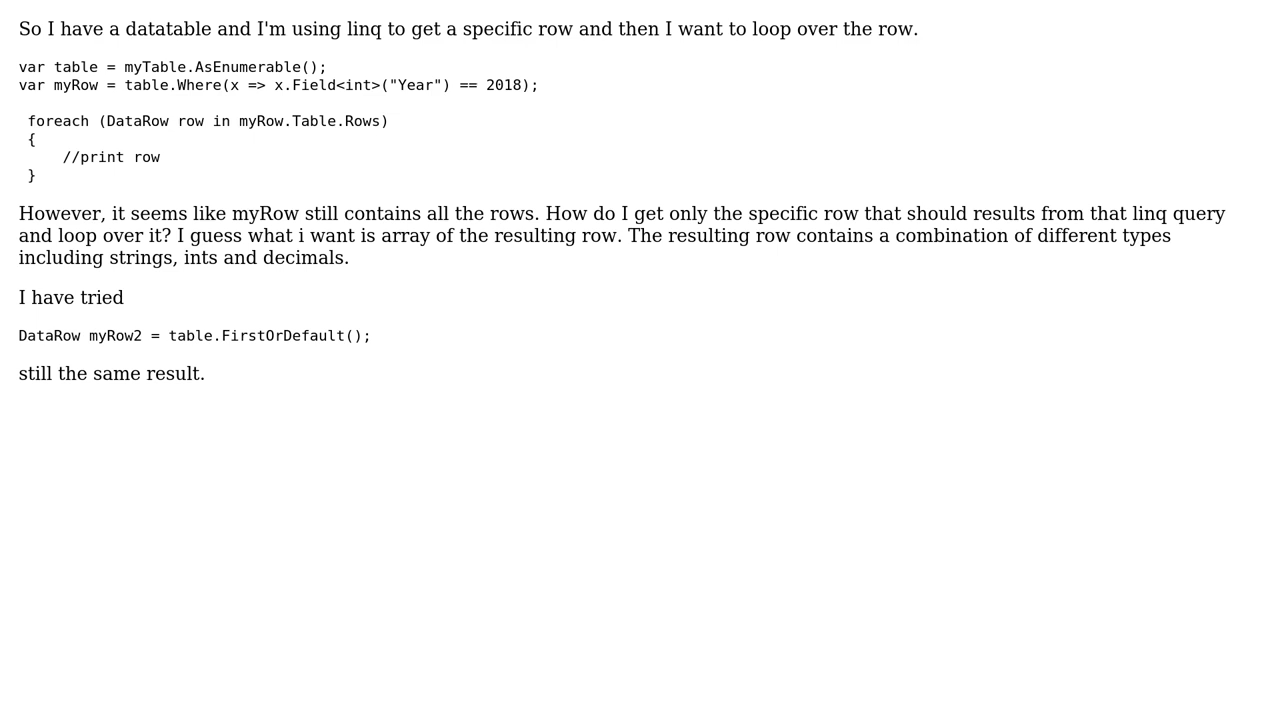 So I have a datatable and I'm using linq to get a specific row and then I want to loop over the row.
var table = myTable.AsEnumerable();
var myRow = table.Where(x => x.Field<int>("Year") == 2018);
foreach (DataRow row in myRow.Table.Rows)
{
//print row
}
However, it seems like myRow still contains all the rows. How do I get only the specific row that should results from that linq query
and loop over it? I guess what i want is array of the resulting row. The resulting row contains a combination of different types
including strings, ints and decimals.
I have tried
DataRow myRow2 = table.FirstOrDefault();
still the same result.